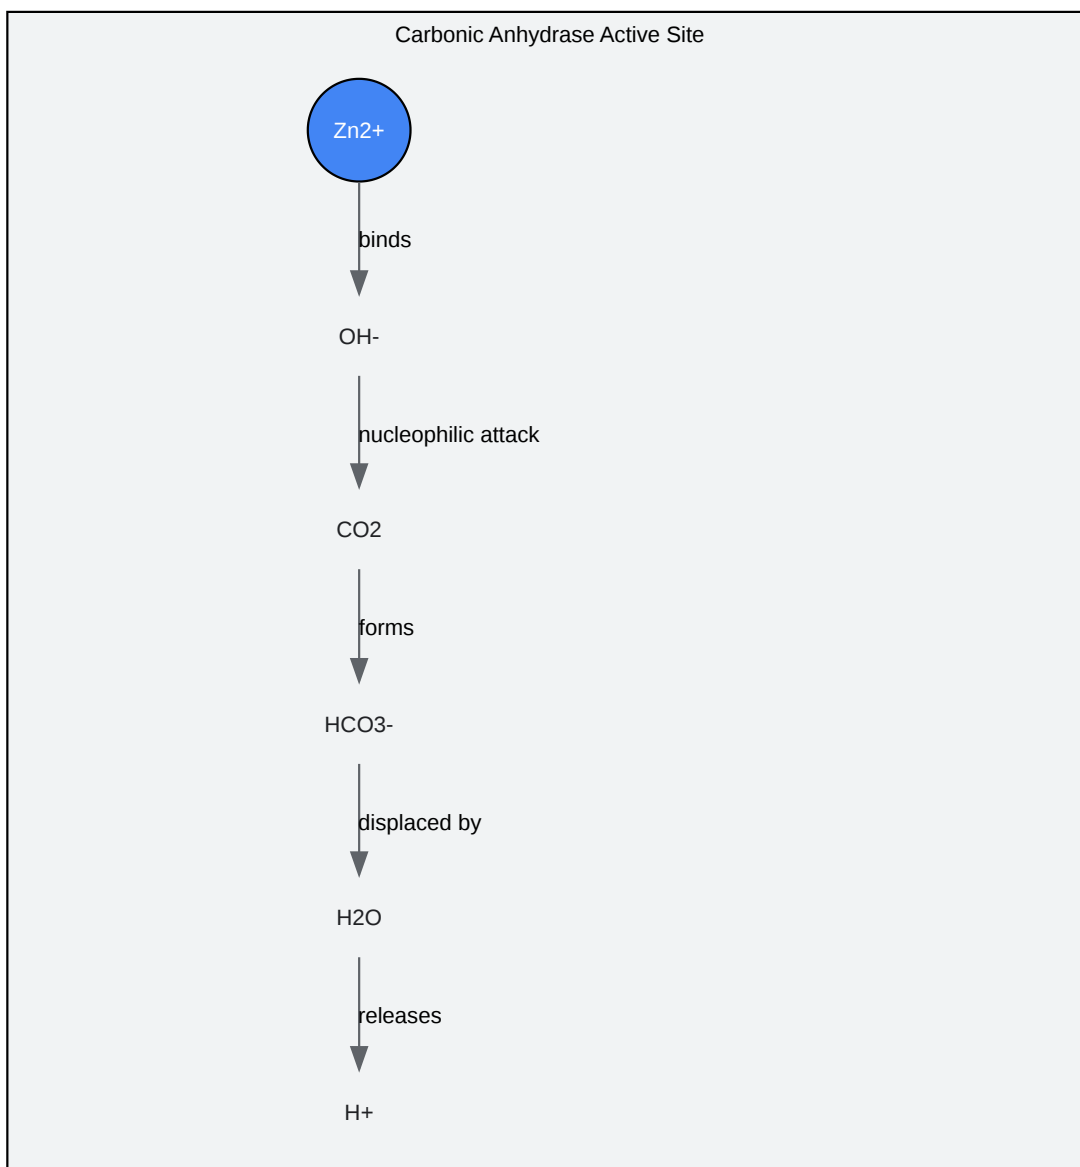 Carbonic Anhydrase Active Site
Zn2+
binds
OH-
nucleophilic attack
CO2
forms
HCO3-
displaced by
H2O
releases
H+